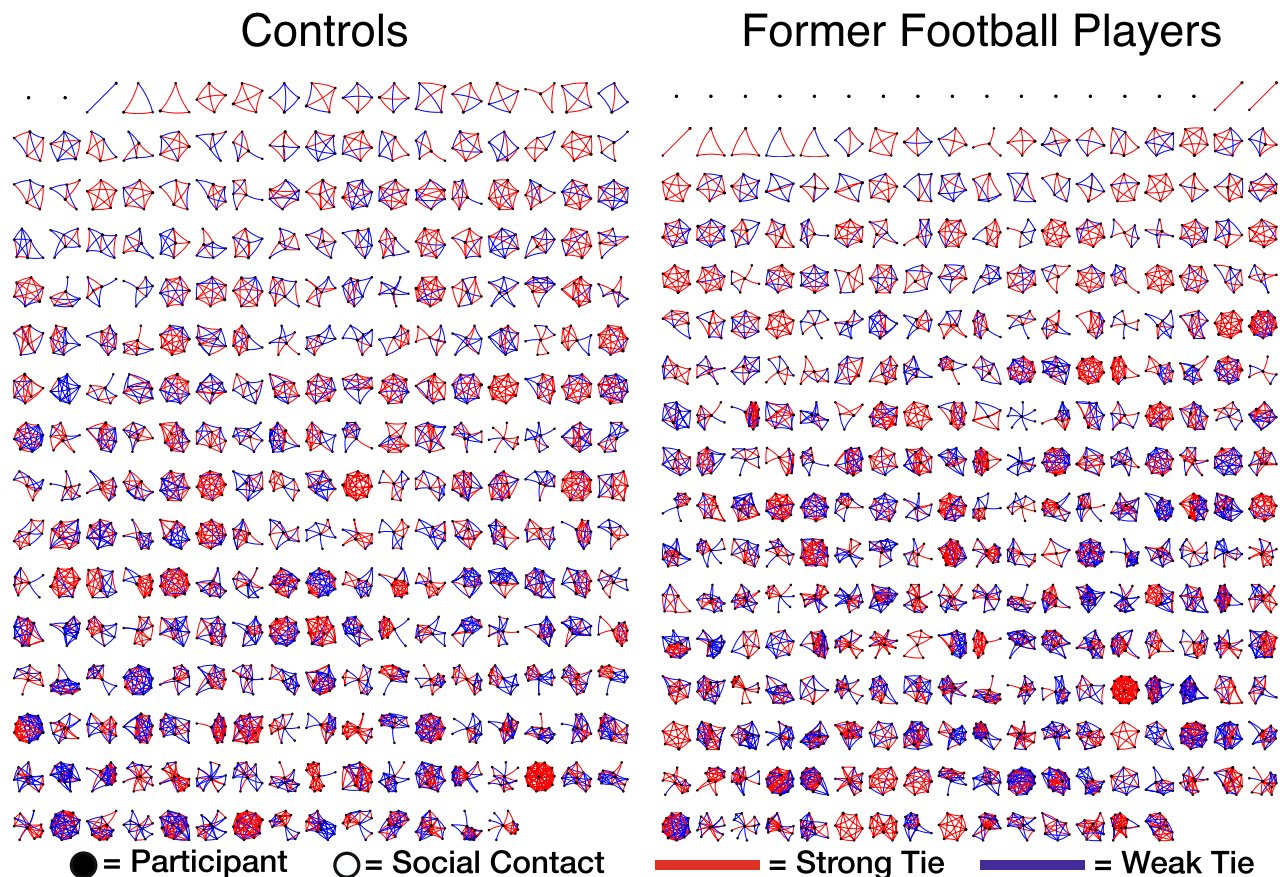 Controls
Former Football Players
= Participant
= Social Contact
= Strong Tie
= Weak Tie